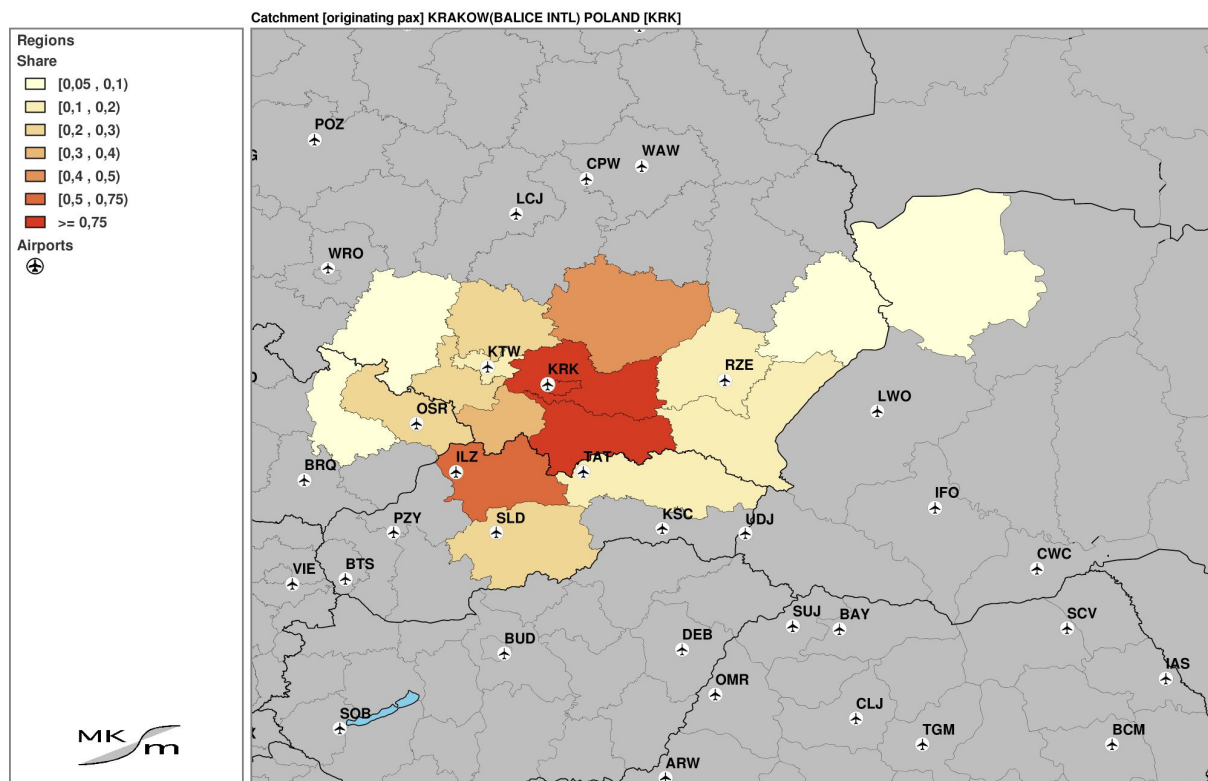 Catchment [originating pax] KRAKOW(BALICE INTL) POLAND [KRK]
Regions
Share
[0,05 , 0,1)
[0,1 , 0,2)
[0,2 , 0,3)
[0,3 , 0,4)
[0,4 , 0,5)
[0,5 , 0,75)
>= 0,75
Airports
POZ
WAW
CPW
LCJ
WRO
KTW
KRK
RZE
LWO
OSR
BRQ
ILZ
TAT
IFO
PZY
SLD
KSC
UDJ
CWC
VIE
BTS
SUJ
BAY
SCV
BUD
DEB
IAS
OMR
SOB
CLJ
TGM
BCM
ARW
MK
m